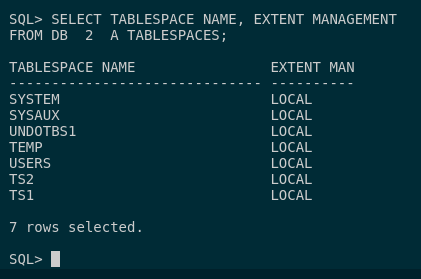 SQL> SELECT TABLESPACE NAME, EXTENT MANAGEMENT
FROM DB  2  A TABLESPACES;
TABLESPACE NAME                EXTENT MAN
------------------------------ ----------
SYSTEM                         LOCAL
SYSAUX                         LOCAL
UNDOTBS1                       LOCAL
TEMP                           LOCAL
USERS                          LOCAL
TS2                            LOCAL
TS1                            LOCAL
7 rows selected.
SQL>